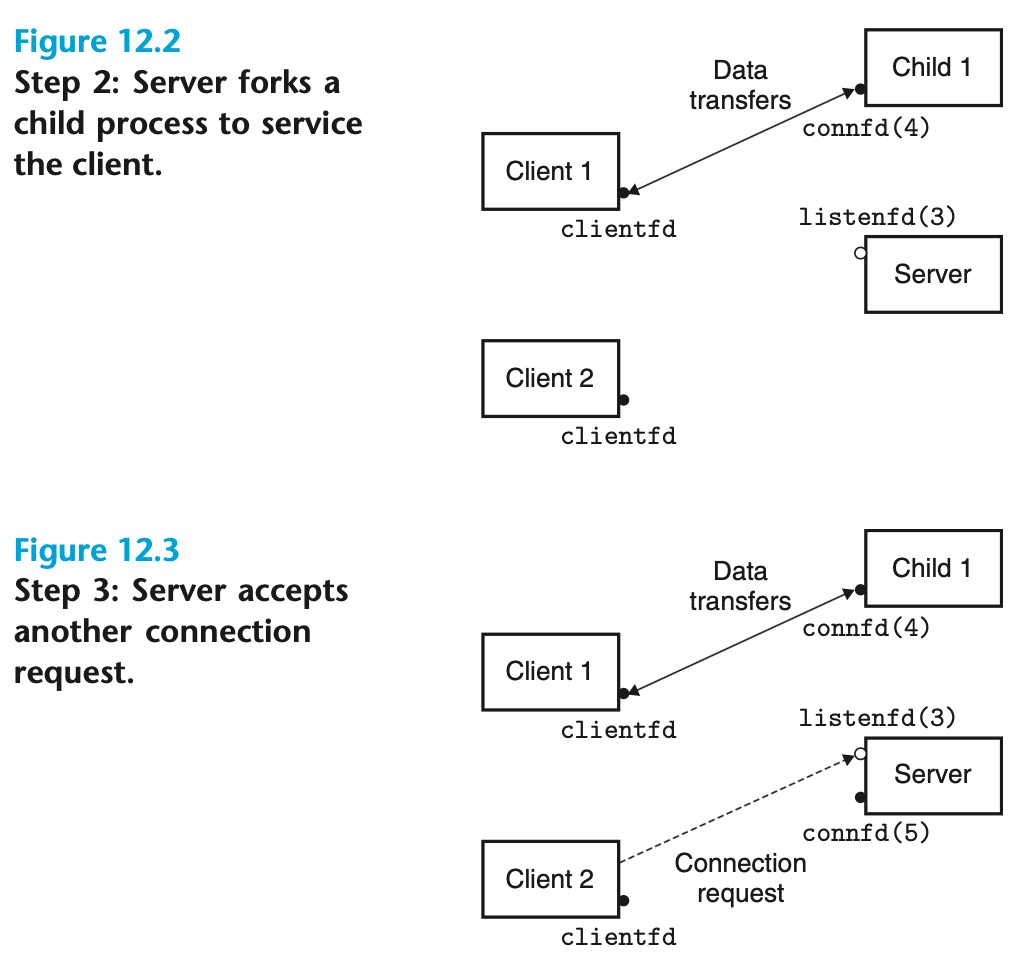 Figure 12.2
Step 2: Server forks a
child process to service
the client.
Data
transfers
Child 1
connfd(4)
Client 1
clientfd
listenfd(3)
Server
Client 2
clientfd
Figure 12.3
Step 3: Server accepts
another connection
request.
Data
transfers
Child 1
connfd(4)
Client 1
clientfd
listenfd(3)
Server
connfd(5)
Connection
request
Client 2
clientfd